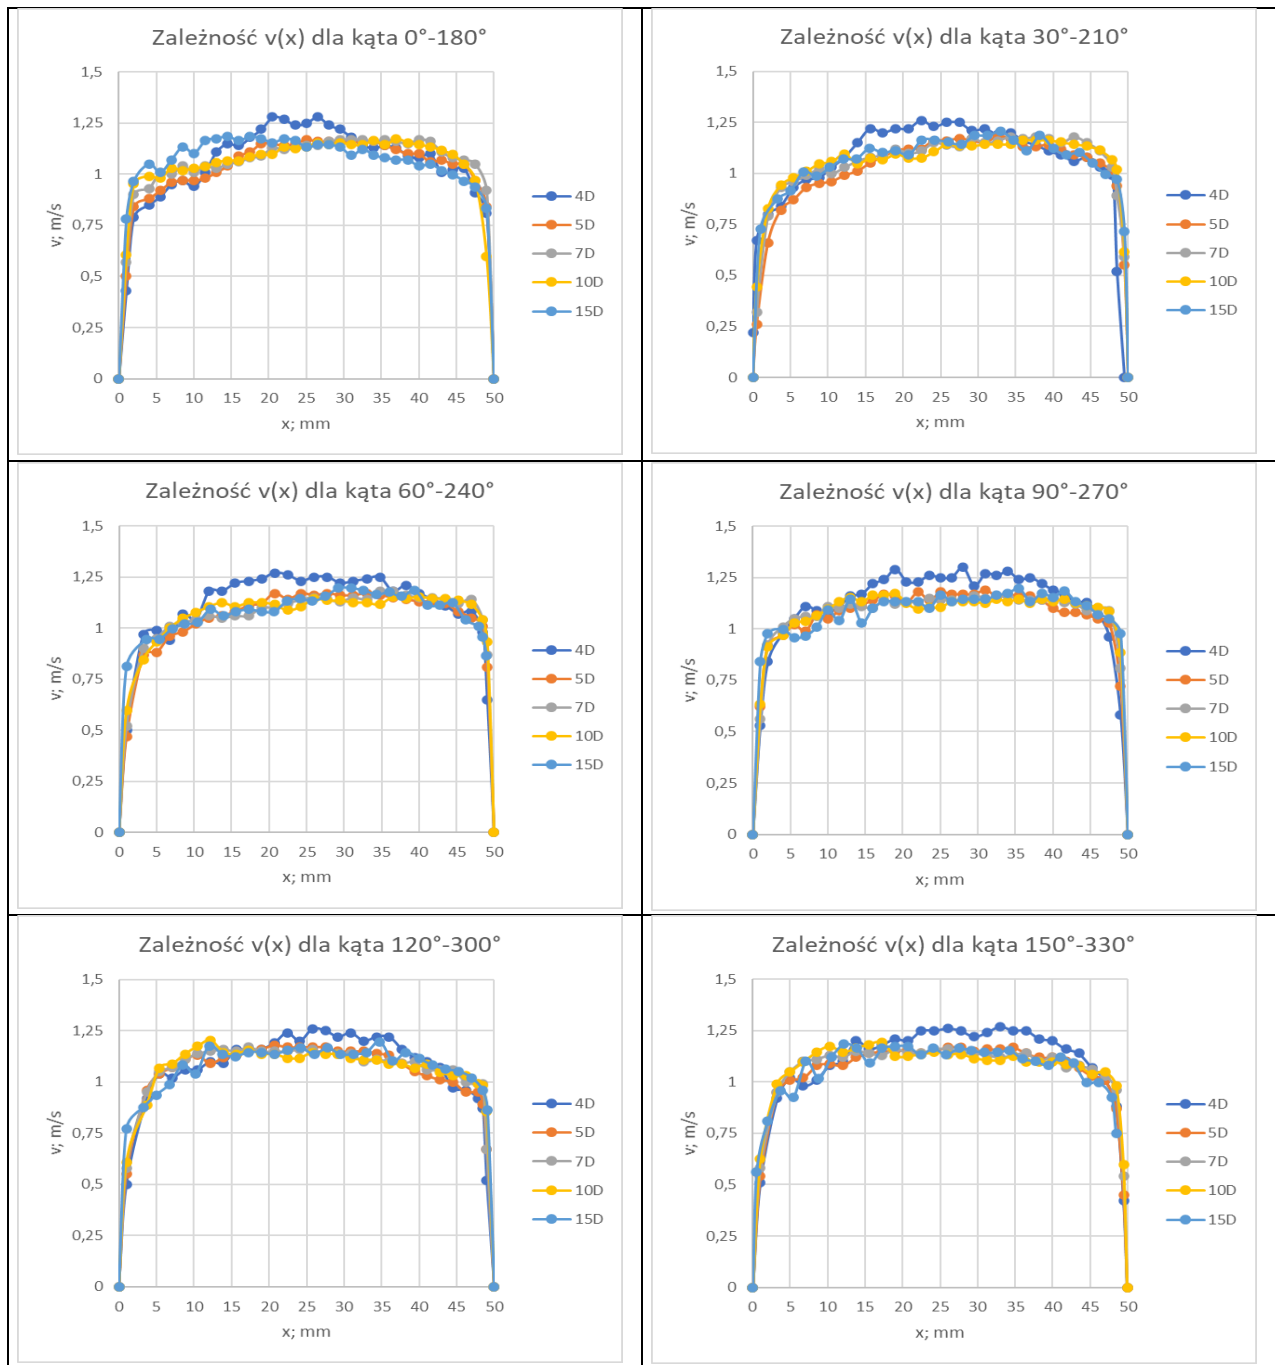 Zależność v(x) dla kąta 0°-180°
1,5
1,25
1
0,75
0,5
0,25
0
v; m/s
0 5 10 15 20 25 30 35 40 45 50
x; mm
4D
5D
7D
10D
15D
Zależność v(x) dla kąta 30°-210°
1,5
1,25
1
0,75
0,5
0,25
0
v; m/s
0 5 10 15 20 25 30 35 40 45 50
x; mm
4D
5D
7D
10D
15D
Zależność v(x) dla kąta 60°-240°
1,5
1,25
1
0,75
0,5
0,25
0
v; m/s
0 5 10 15 20 25 30 35 40 45 50
x; mm
4D
5D
7D
10D
15D
Zależność v(x) dla kąta 90°-270°
1,5
1,25
1
0,75
0,5
0,25
0
v; m/s
0 5 10 15 20 25 30 35 40 45 50
x; mm
4D
5D
7D
10D
15D
Zależność v(x) dla kąta 120°-300°
1,5
1,25
1
0,75
0,5
0,25
0
v; m/s
0 5 10 15 20 25 30 35 40 45 50
x; mm
4D
5D
7D
10D
15D
Zależność v(x) dla kąta 150°-330°
1,5
1,25
1
0,75
0,5
0,25
0
v; m/s
0 5 10 15 20 25 30 35 40 45 50
x; mm
4D
5D
7D
10D
15D